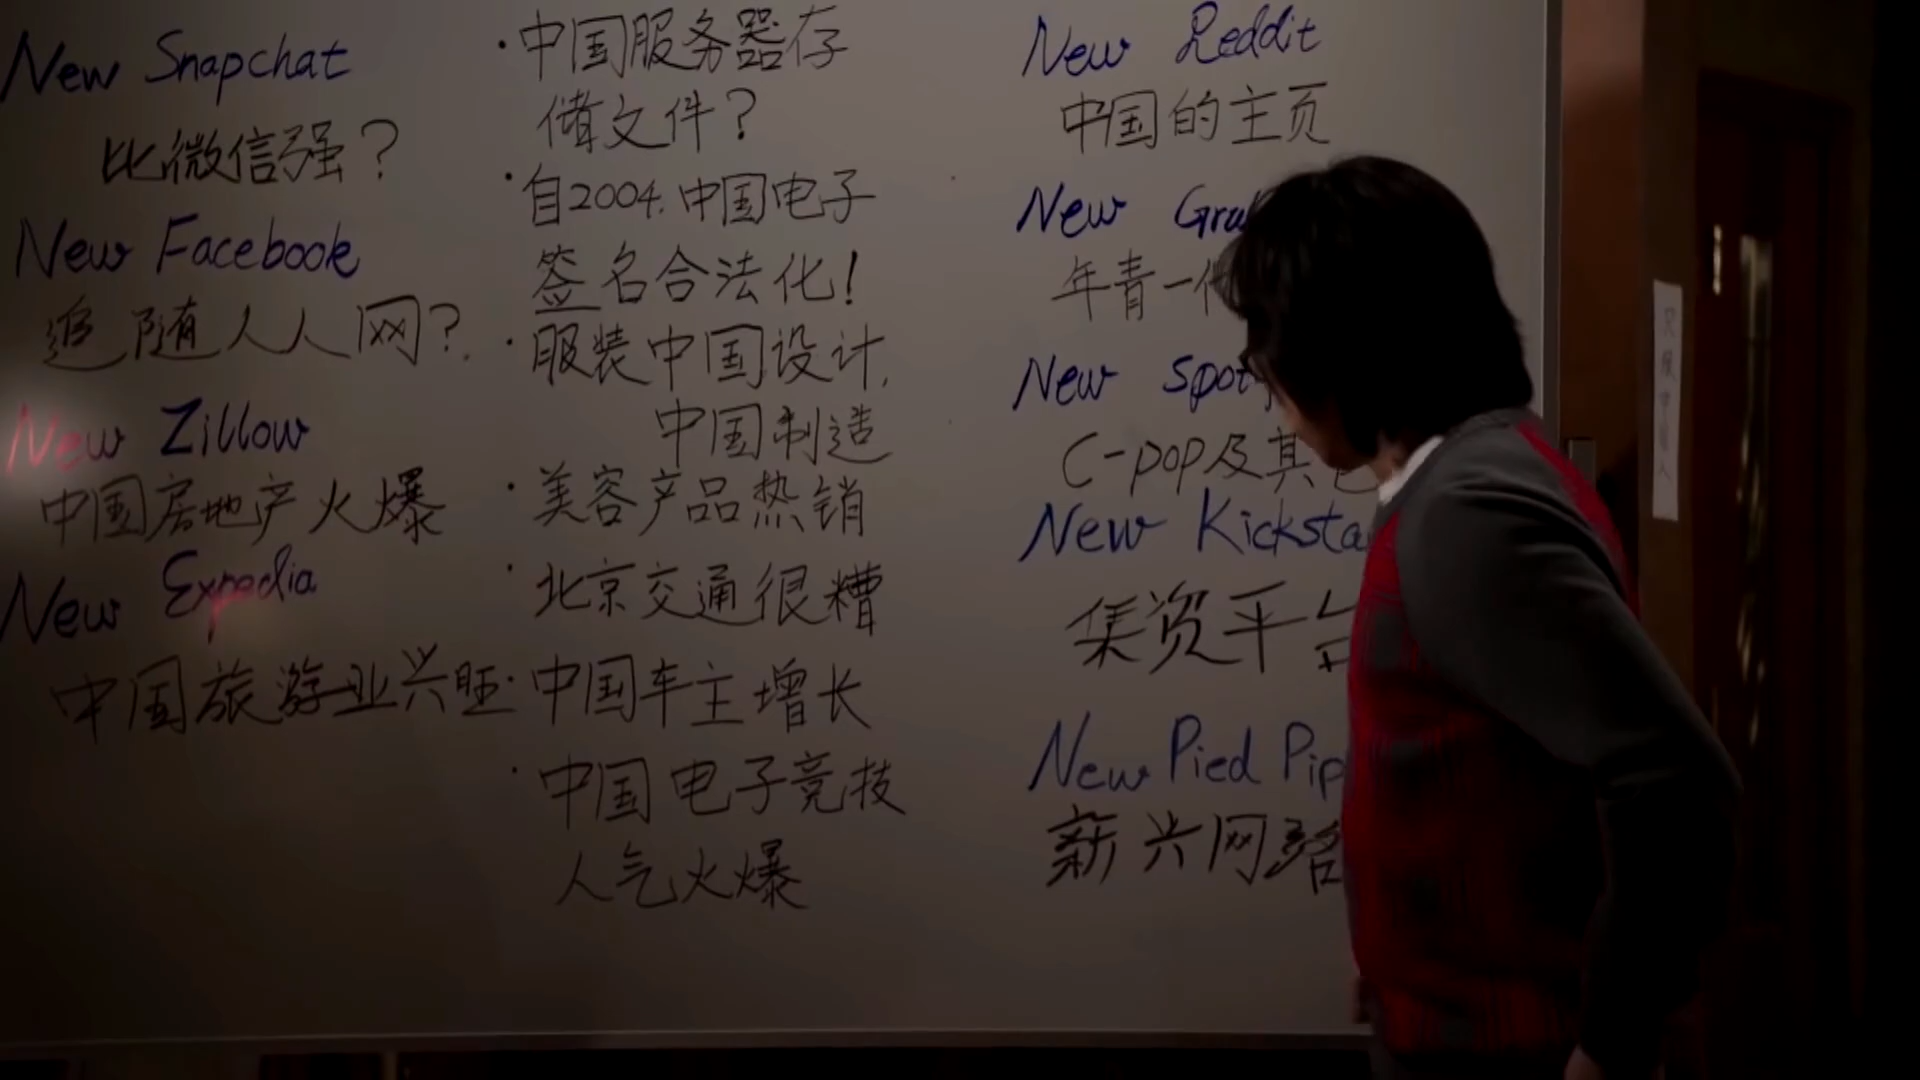 New Snapchat
比微信强?
New Facebook
追随人人网?
New Zillow
中国房地产火爆
New Expedia
中国旅游业兴旺
·中国服务器存
储文件?
·自2004.中国电子
签名合法化!
·服装中国设计,
中国制造
·美容产品热销
·北京交通很糟
·中国车主增长
·中国电子竞技
人气火爆
New Reddit
中国的主页
New
年青一
New
C-pop及其
New
集资平台
New Pied
新兴网络